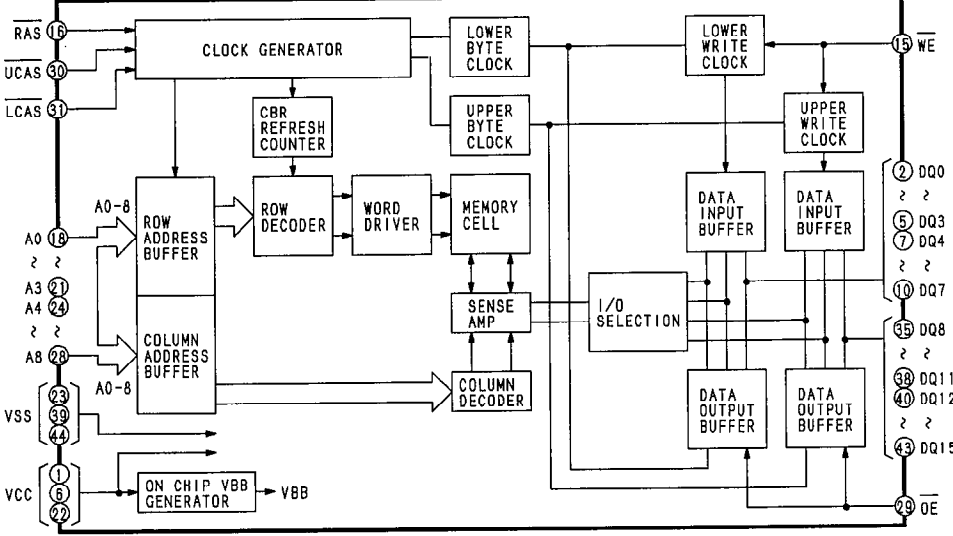 RAS 16
UCAS 30
LCAS 31
CLOCK GENERATOR
LOWER
BYTE
CLOCK
LOWER
WRITE
CLOCK
15 WE
CBR
REFRESH
COUNTER
UPPER
BYTE
CLOCK
UPPER
WRITE
CLOCK
A0-8
ROW
ADDRESS
BUFFER
ROW
DECODER
WORD
DRIVER
MEMORY
CELL
DATA
INPUT
BUFFER
DATA
INPUT
BUFFER
2 DQ0
~ ~
5 DQ3
7 DQ4
~ ~
10 DQ7
A0 18
~ ~
A3 21
A4 24
~ ~
A8 28
A0-8
COLUMN
ADDRESS
BUFFER
SENSE
AMP
I/O
SELECTION
COLUMN
DECODER
DATA
OUTPUT
BUFFER
DATA
OUTPUT
BUFFER
35 DQ8
~ ~
38 DQ11
40 DQ12
~ ~
43 DQ15
VSS
23
39
44
VCC
1
6
22
ON CHIP VBB
GENERATOR
VBB
29 OE